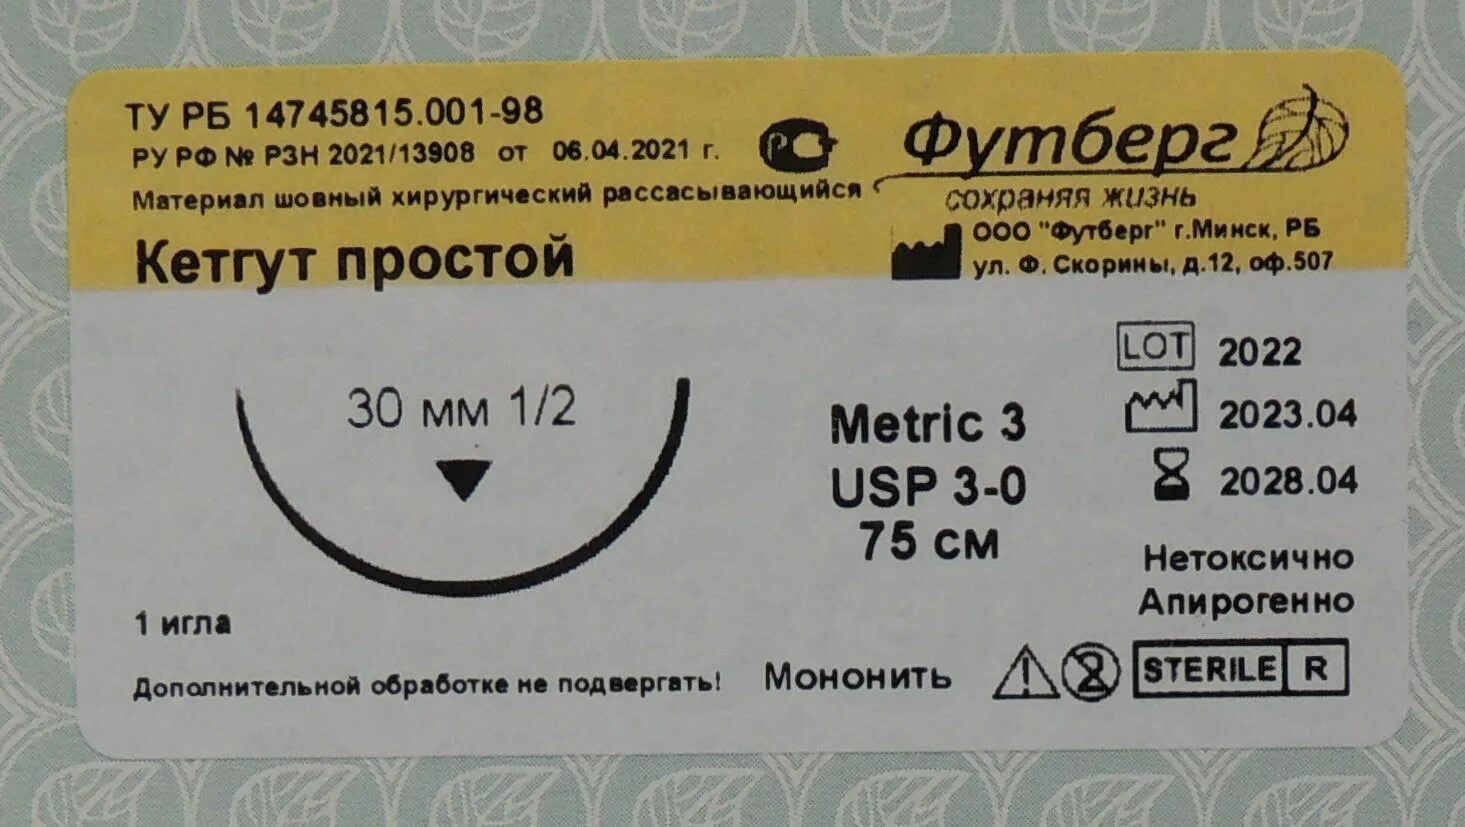 ТУ РБ 14745815.001-98
РУ РФ № РЗН 2021/13908 от 06.04.2021 г.
Материал шовный хирургический рассасывающийся
Кетгут простой
РС
Футберг
сохраняя жизнь
ООО "Футберг" г.Минск, РБ
ул. Ф. Скорины, д.12, оф.507
30 мм 1/2
Metric 3
USP 3-0
75 см
LOT 2022
2023.04
2028.04
Нетоксично
Апирогенно
1 игла
Дополнительной обработке не подвергать!
Мононить
2
STERILE R